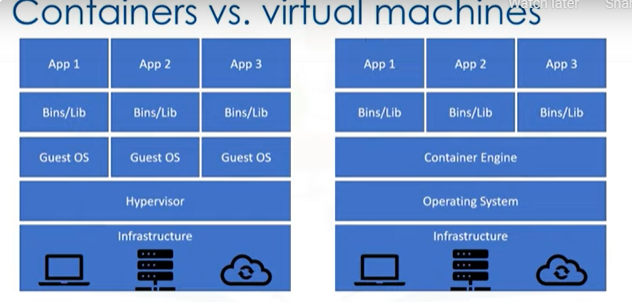 Containers vs. virtual machines
Watch later
App 1 App 2 App 3
Bins/Lib Bins/Lib Bins/Lib
Guest OS Guest OS Guest OS
Hypervisor
Infrastructure
App 1 App 2 App 3
Bins/Lib Bins/Lib Bins/Lib
Container Engine
Operating System
Infrastructure